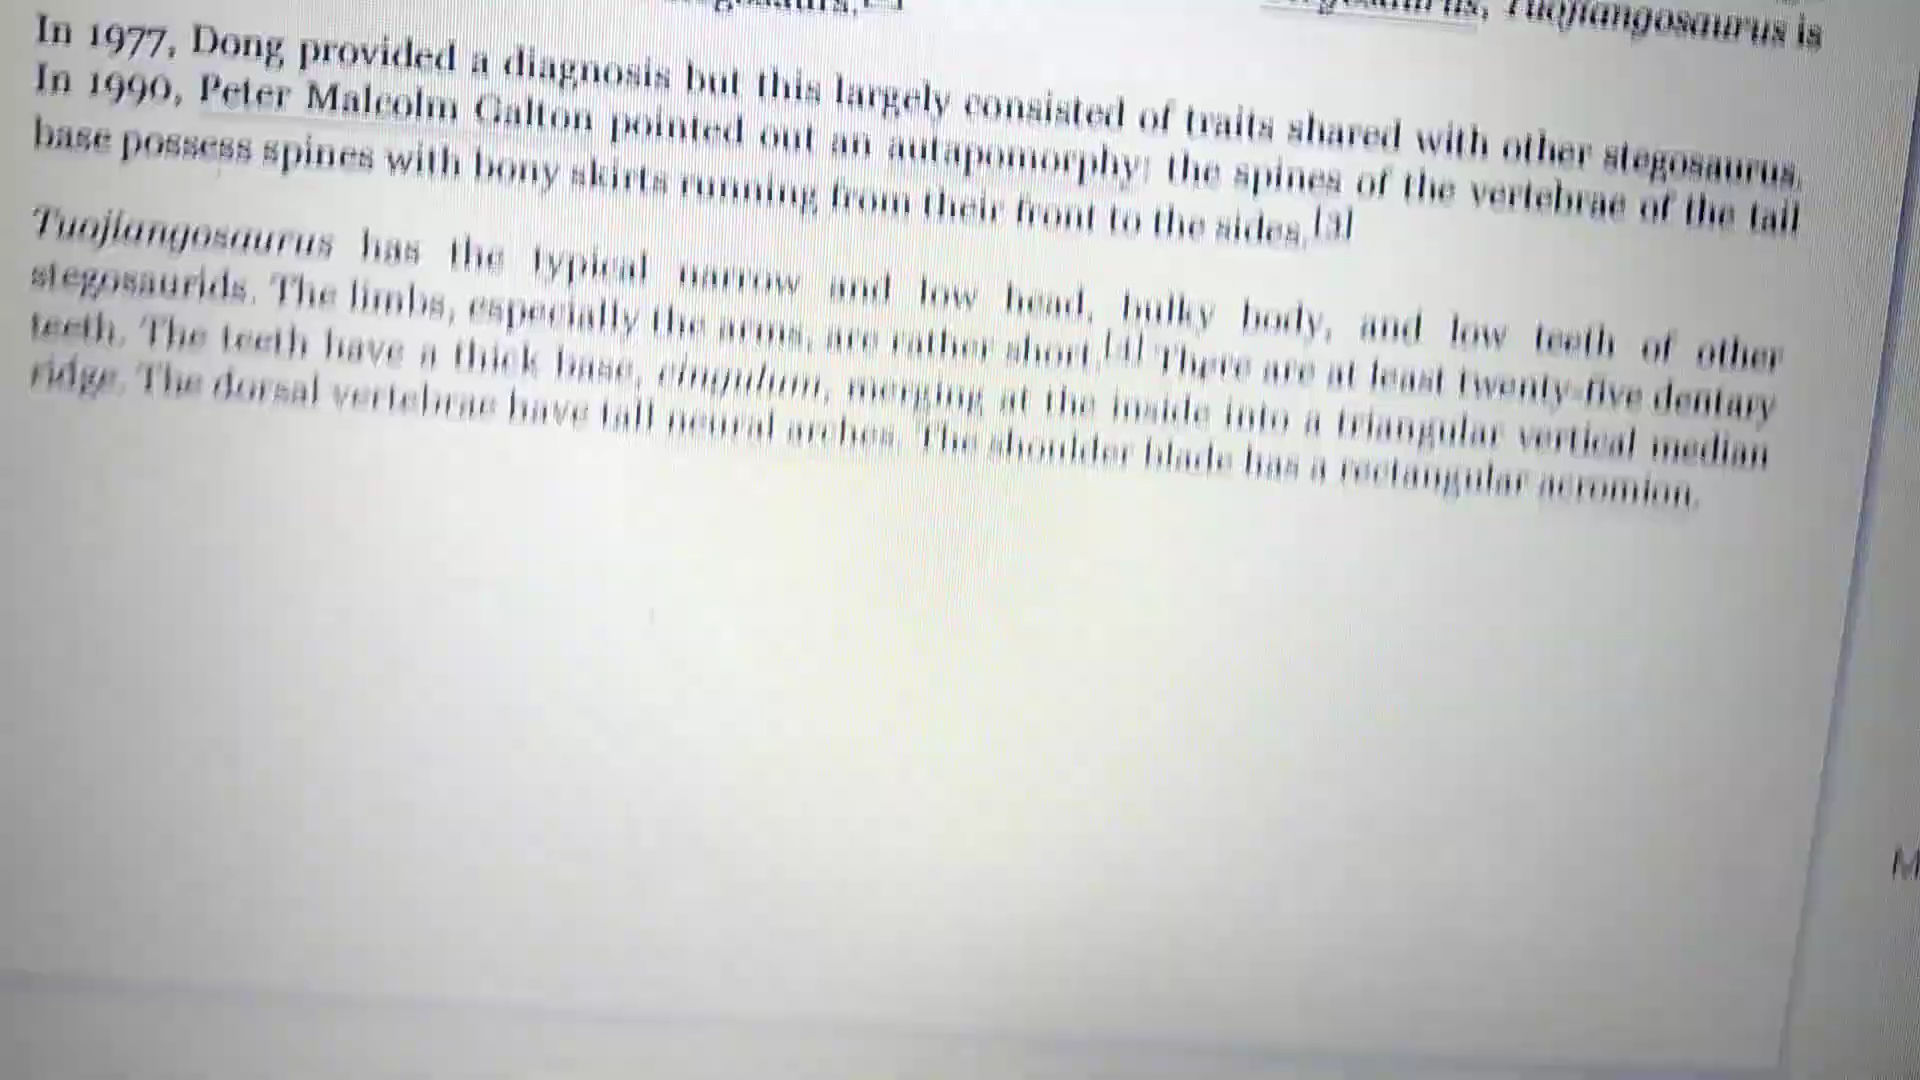 Tuojiangosaurus is
In 1977, Dong provided a diagnosis but this largely consisted of traits shared with other stegosaurus.
In 1990, Peter Malcolm Galton pointed out an autapomorphy: the spines of the vertebrae of the tail
base possess spines with bony skirts running from their front to the sides.[3]
Tuojiangosaurus has the typical narrow and low head, bulky body, and low teeth of other
stegosaurids. The limbs, especially the arms, are rather short.[4] There are at least twenty-five dentary
teeth. The teeth have a thick base, cingulum, merging at the inside into a triangular vertical median
ridge. The dorsal vertebrae have tall neural arches. The shoulder blade has a rectangular acromion.
M